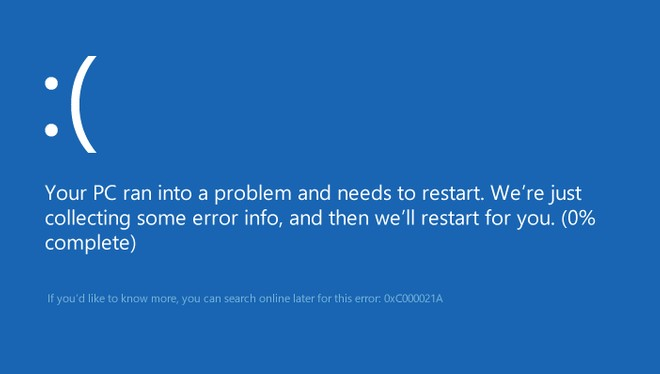 :(
Your PC ran into a problem and needs to restart. We’re just
collecting some error info, and then we’ll restart for you. (0%
complete)
If you’d like to know more, you can search online later for this error: 0xC000021A